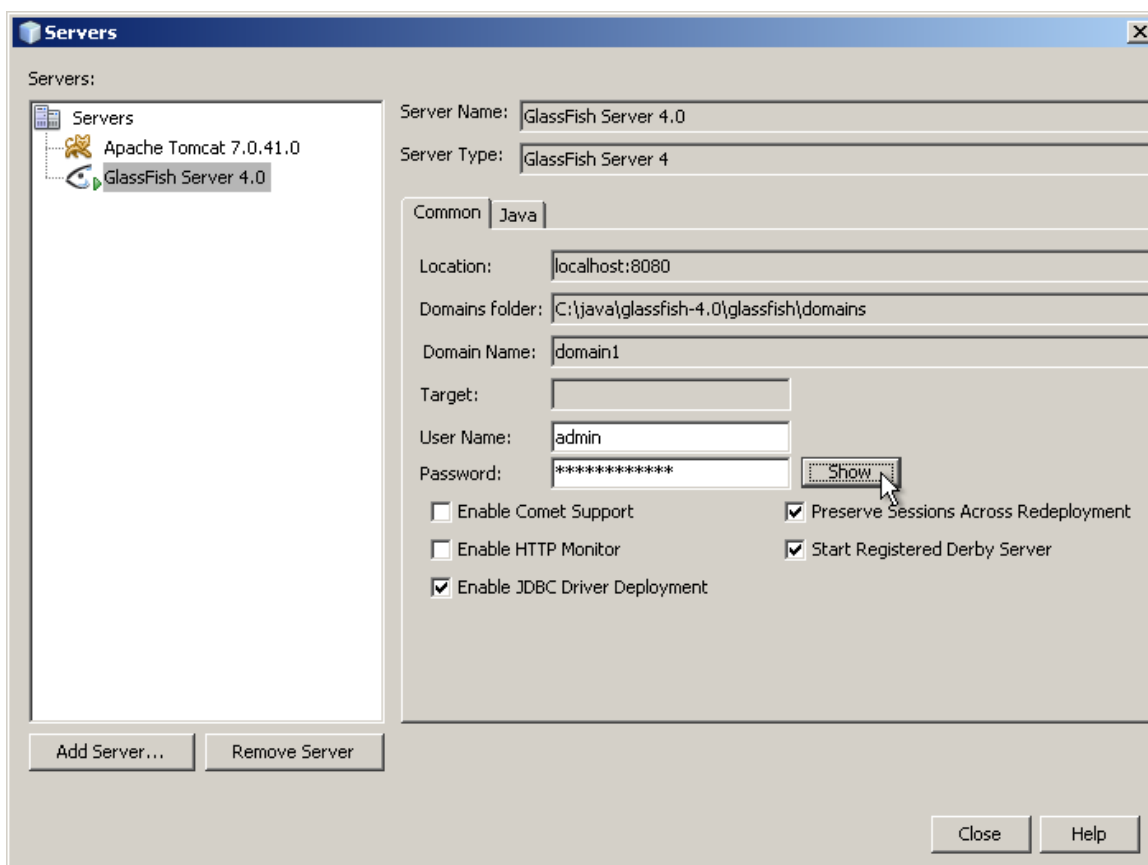 Servers
Servers:
Servers
Apache Tomcat 7.0.41.0
GlassFish Server 4.0
Add Server...
Remove Server
Server Name: GlassFish Server 4.0
Server Type: GlassFish Server 4
Common Java
Location: localhost:8080
Domains folder: C:\java\glassfish-4.0\glassfish\domains
Domain Name: domain1
Target:
User Name: admin
Password: ************ Show
Enable Comet Support
Preserve Sessions Across Redeployment
Enable HTTP Monitor
Start Registered Derby Server
Enable JDBC Driver Deployment
Close
Help